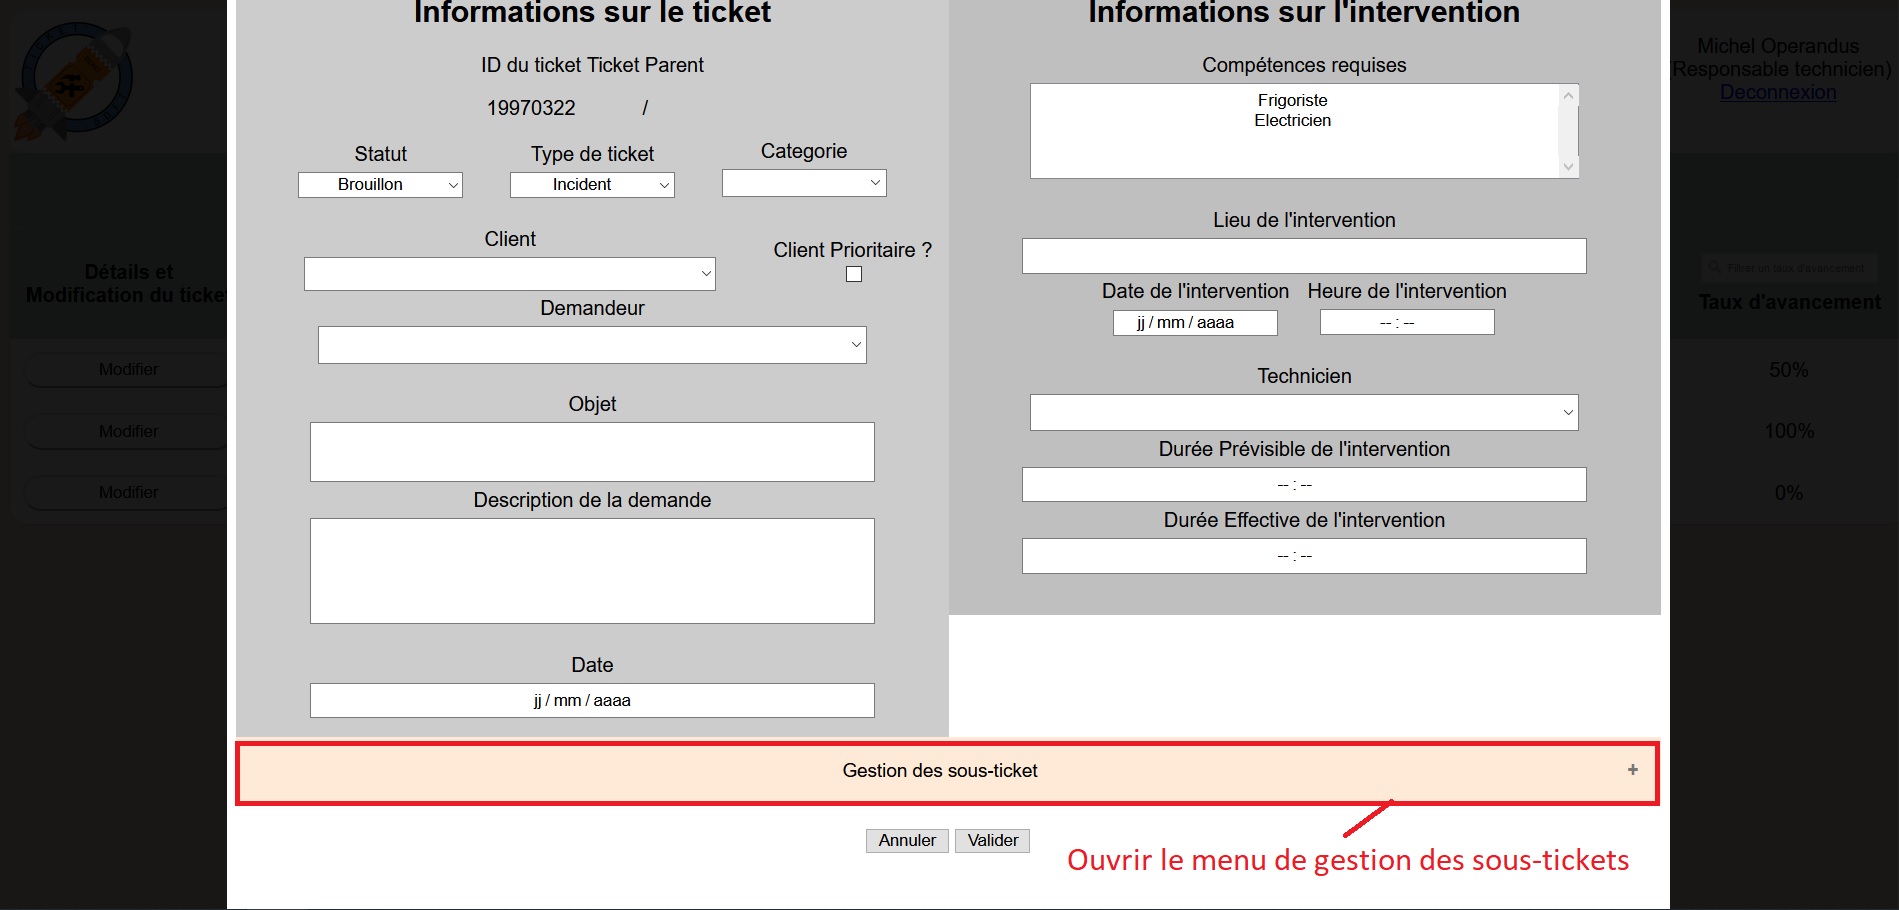 Informations sur le ticket
Informations sur l'intervention
Michel Operandus
(Responsable technicien)
Deconnexion
ID du ticket Ticket Parent
19970322 /
Statut Type de ticket Categorie
Brouillon Incident
Client Client Prioritaire ?
Demandeur
Objet
Description de la demande
Date
jj / mm / aaaa
Compétences requises
Frigoriste
Electricien
Lieu de l'intervention
Date de l'intervention Heure de l'intervention
jj / mm / aaaa -- : --
Technicien
Durée Prévisible de l'intervention
-- : --
Durée Effective de l'intervention
-- : --
Détails et
Modification du ticke
Modifier
Modifier
Modifier
Filtrer un taux d'avancement
Taux d'avancement
50%
100%
0%
Gestion des sous-ticket +
Annuler Valider
Ouvrir le menu de gestion des sous-tickets